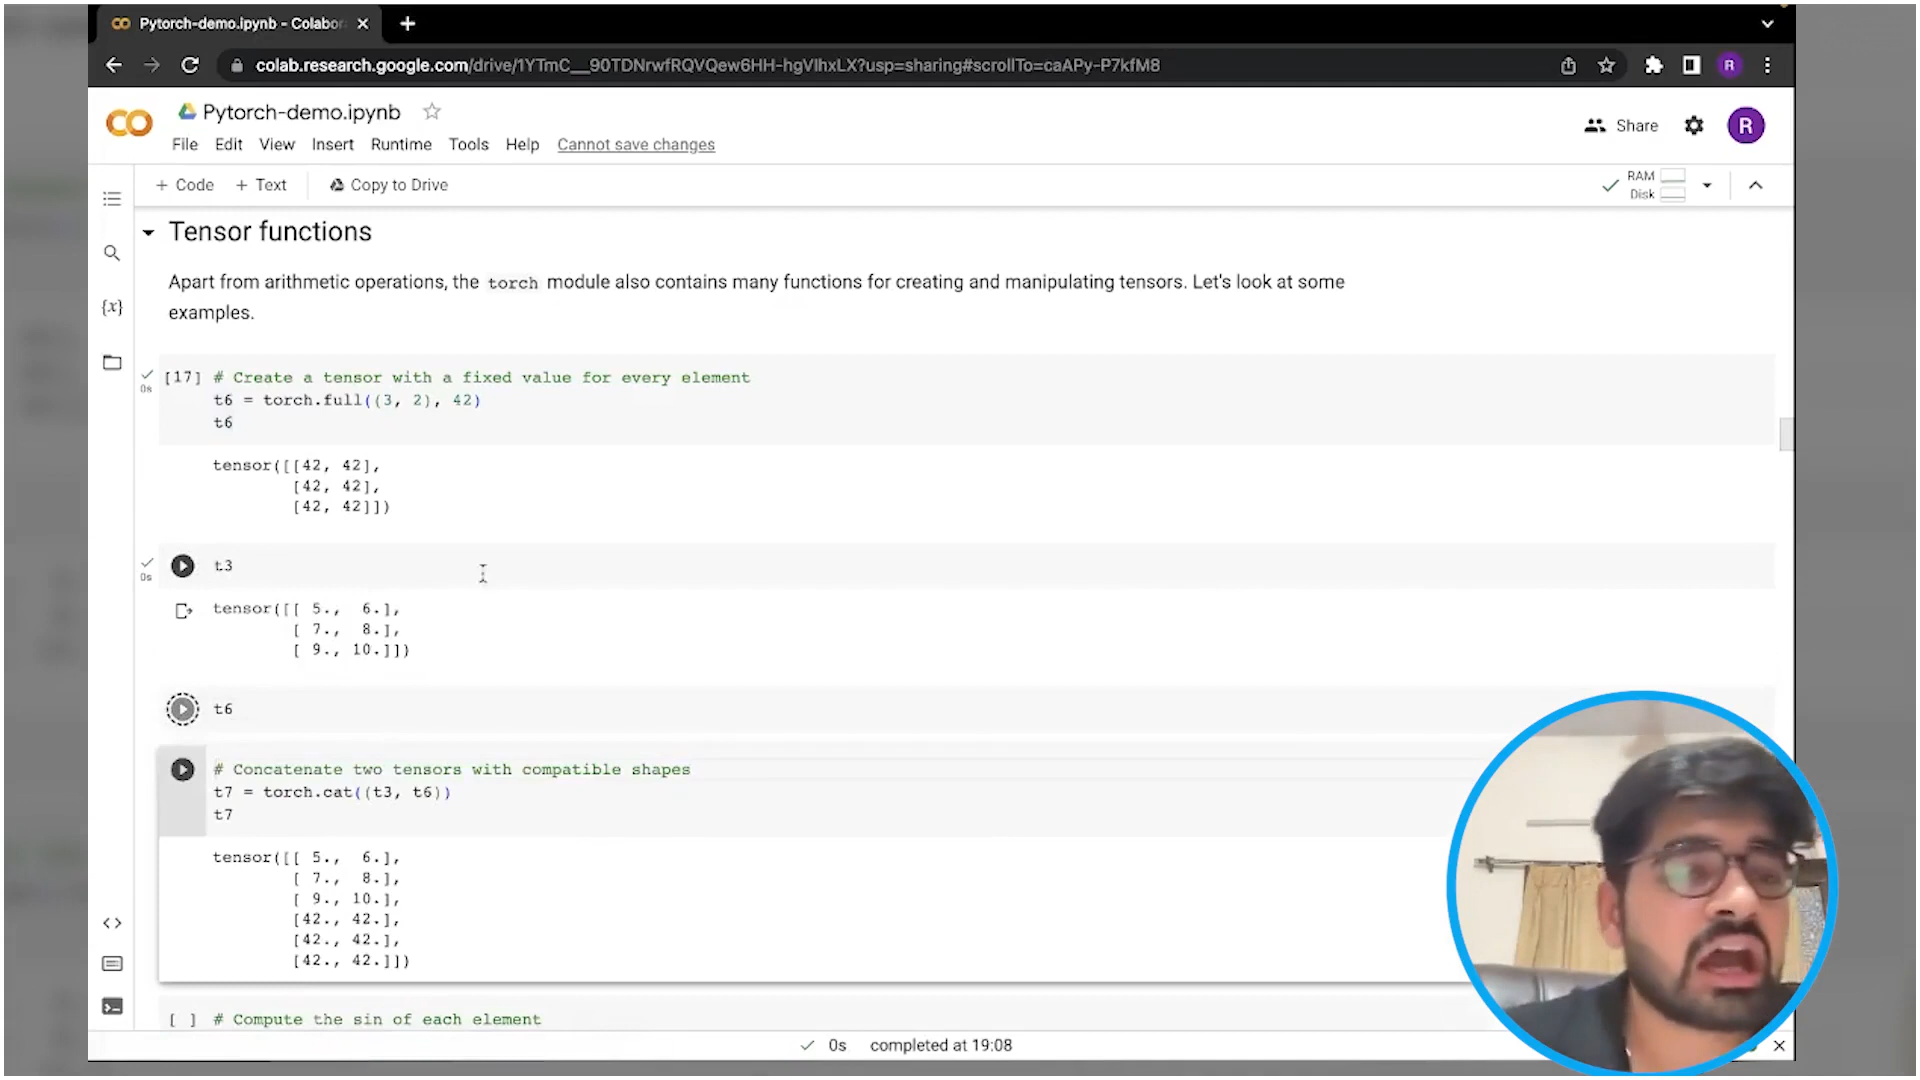 Pytorch-demo.ipynb - Colabor
colab.research.google.com/drive/1YTmC__90TDNrwfRQVQew6HH-hgVIhxLX?usp=sharing#scrollTo=caAPy-P7kfM8
R
Pytorch-demo.ipynb
Share
R
File Edit View Insert Runtime Tools Help Cannot save changes
+ Code + Text Copy to Drive
RAM
Disk
Tensor functions
Apart from arithmetic operations, the torch module also contains many functions for creating and manipulating tensors. Let's look at some
examples.
{x}
[17] # Create a tensor with a fixed value for every element
0s
t6 = torch.full((3, 2), 42)
t6
tensor([[42, 42],
[42, 42],
[42, 42]])
t3
0s
tensor([[ 5., 6.],
[ 7., 8.],
[ 9., 10.]])
t6
# Concatenate two tensors with compatible shapes
t7 = torch.cat((t3, t6))
t7
tensor([[ 5., 6.],
[ 7., 8.],
[ 9., 10.],
[42., 42.],
[42., 42.],
[42., 42.]])
[ ] # Compute the sin of each element
0s completed at 19:08